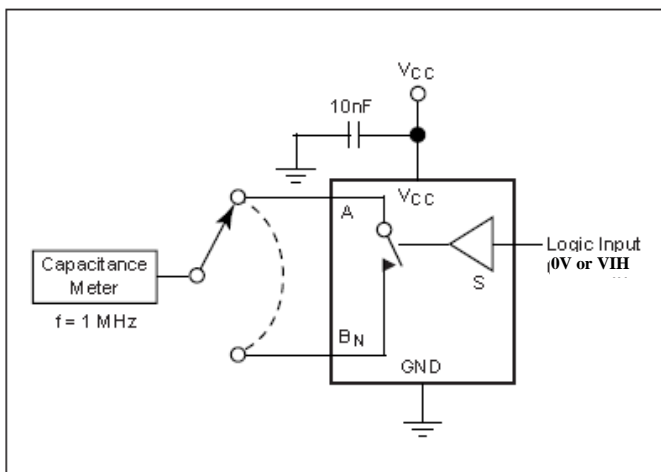 VCC
10nF
VCC
A
Capacitance
Meter
f = 1 MHz
Logic Input
0V or VIH
S
BN
GND